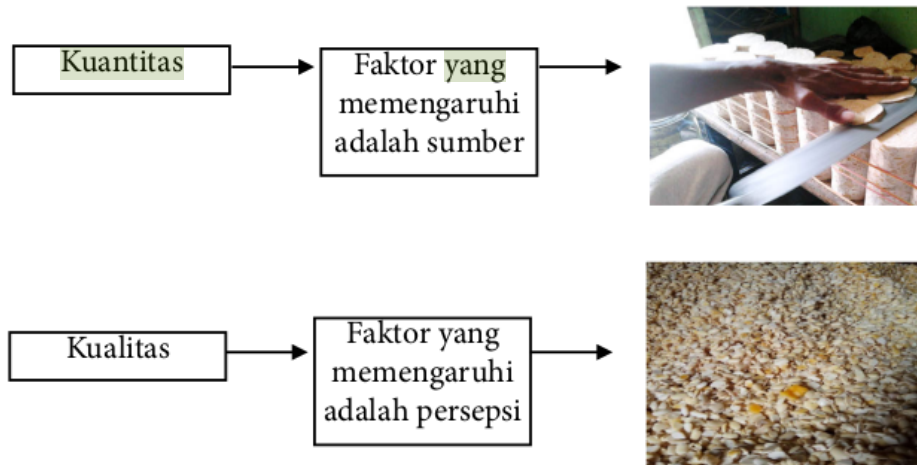 Kuantitas
Faktor yang
memengaruhi
adalah sumber
Kualitas
Faktor yang
memengaruhi
adalah persepsi